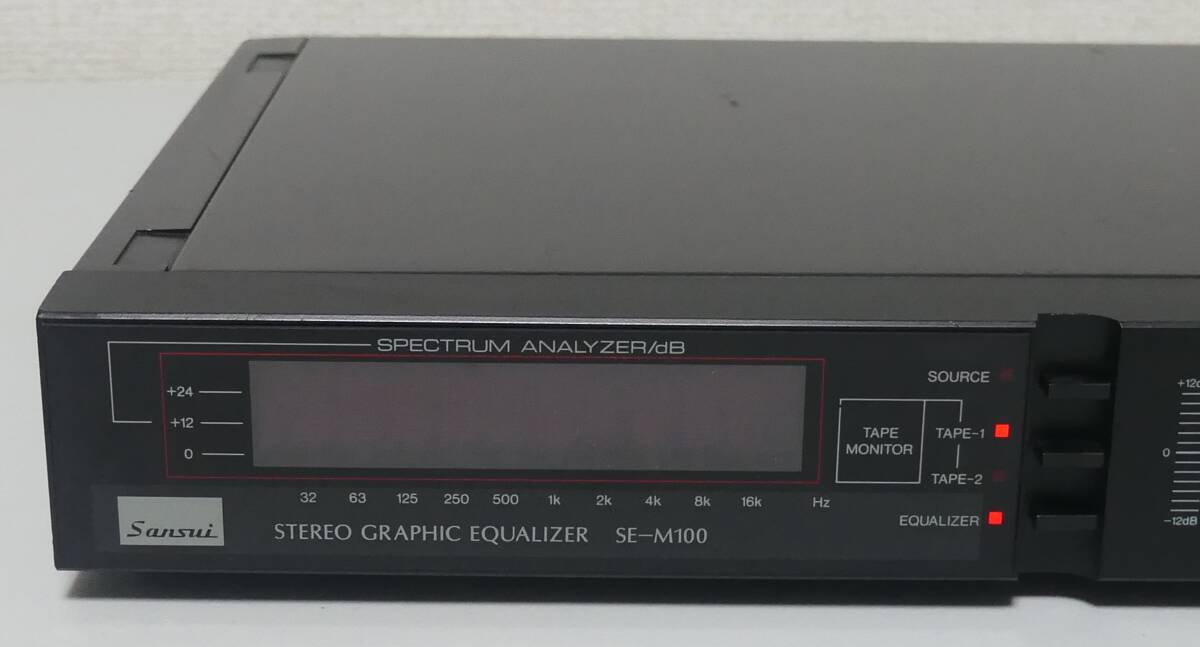 SPECTRUM ANALYZER/dB
+24
+12
0
32 63 125 250 500 1k 2k 4k 8k 16k Hz
Sansui
STEREO GRAPHIC EQUALIZER SE-M100
SOURCE
TAPE MONITOR
TAPE-1
TAPE-2
EQUALIZER
+12d
0
-12dB